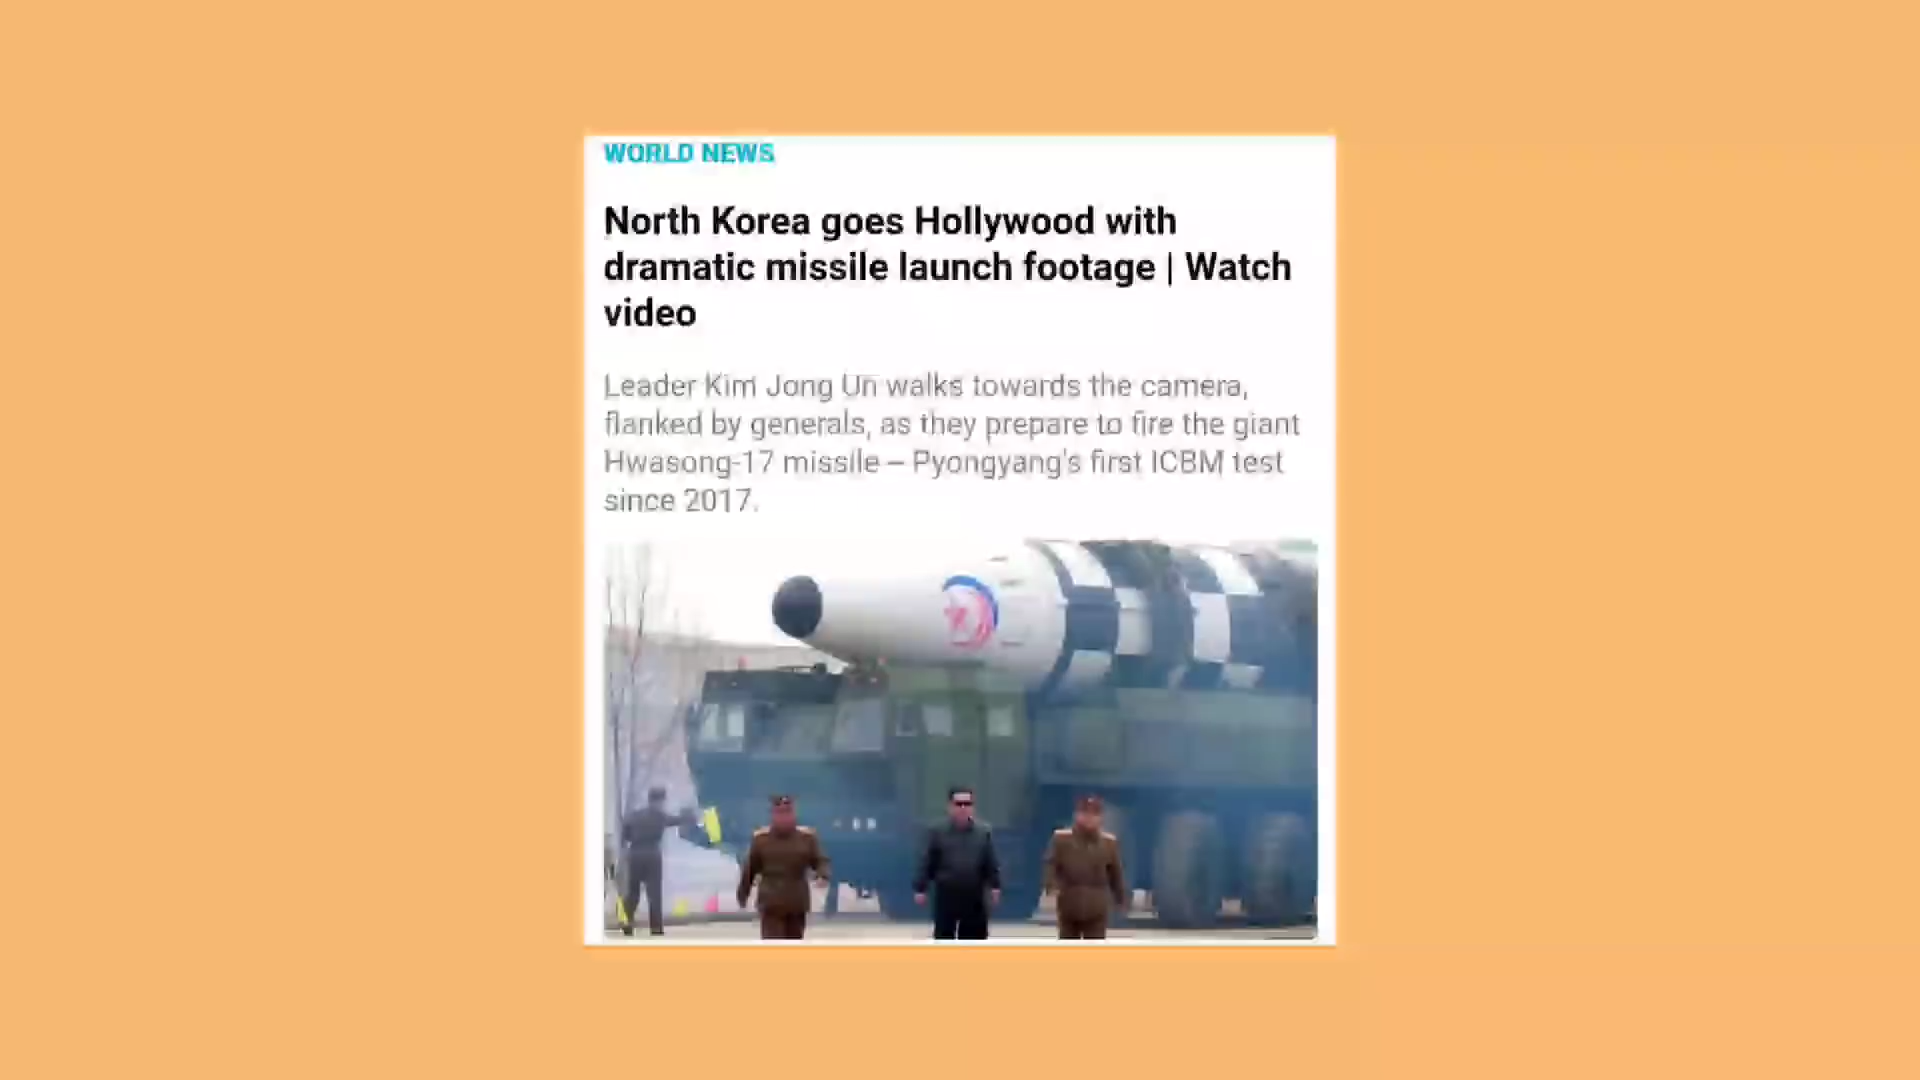 WORLD NEWS
North Korea goes Hollywood with
dramatic missile launch footage | Watch
video
Leader Kim Jong Un walks towards the camera,
flanked by generals, as they prepare to fire the giant
Hwasong-17 missile – Pyongyang's first ICBM test
since 2017.